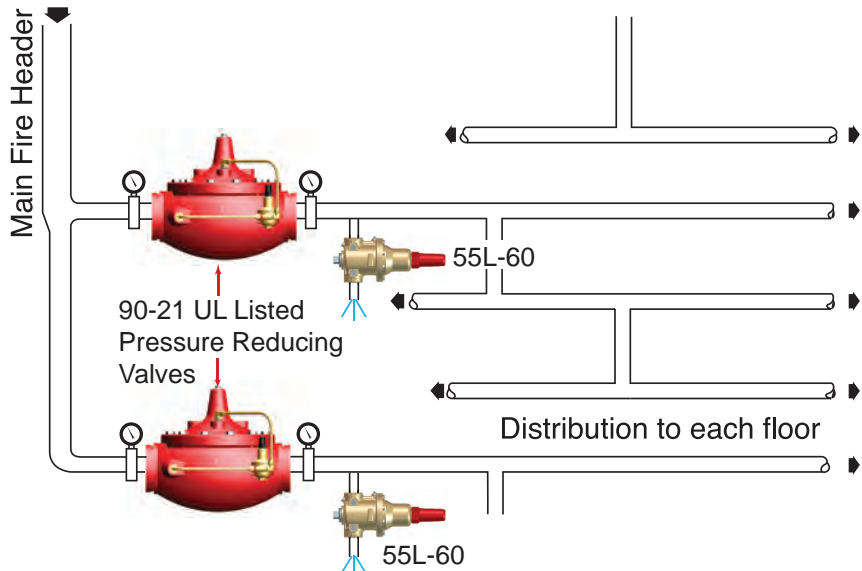 Main Fire Header
55L-60
90-21 UL Listed
Pressure Reducing
Valves
Distribution to each floor
55L-60